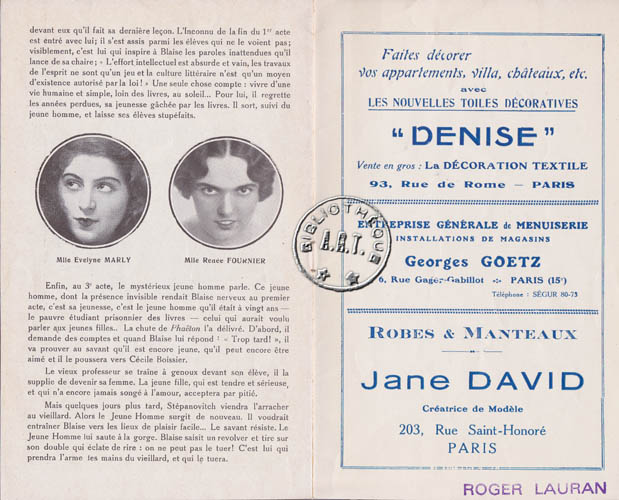 devant eux qu'il fait sa dernière leçon. L'Inconnu de la fin du 1er acte
est entré avec lui; il s'est assis parmi les élèves qui ne le voient pas;
visiblement, c'est lui qui inspire à Blaise les paroles inattendues qu'il
lance de sa chaire; « L'effort intellectuel est absurde et vain, les travaux
de l'esprit ne sont qu'un jeu et la culture littéraire n'est qu'un moyen
d'existence autorisé par la loi! » Une seule chose compte : vivre d'une
vie humaine et simple, loin des livres, au soleil... Pour lui, il regrette
les années perdues, sa jeunesse gâchée par les livres. Il sort, suivi du
jeune homme, et laisse ses élèves stupéfaits.
Mlle Evelyne MARLY
Mlle Renée FOURNIER
Enfin, au 3e acte, le mystérieux jeune homme parle. Ce jeune
homme, dont la présence invisible rendait Blaise nerveux au premier
acte, c'est sa jeunesse, c'est le jeune homme qu'il était à vingt ans —
le pauvre étudiant prisonnier des livres — celui qui aurait voulu
parler aux jeunes filles.. La chute de Phaëton l'a délivré. D'abord, il
demande des comptes et quand Blaise lui répond : « Trop tard! », il
va prouver au savant qu'il est encore jeune, qu'il peut encore être
aimé et il le poussera vers Cécile Boissier.
Le vieux professeur se traîne à genoux devant son élève, il la
supplie de devenir sa femme. La jeune fille, qui est tendre et sérieuse,
et qui n'a encore jamais songé à l'amour, acceptera par pitié.
Mais quelques jours plus tard, Stépanovitch viendra l'arracher
au vieillard. Alors le Jeune Homme surgit de nouveau. Il voudrait
entraîner Blaise vers les lieux de plaisir facile... Le savant résiste. Le
Jeune Homme lui saute à la gorge. Blaise saisit un revolver et tire sur
son double qui éclate de rire : on ne peut pas le tuer! C'est lui qui
prendra l'arme tes mains du vieillard, et qui le tuera.
Faites décorer
vos appartements, villa, châteaux, etc.
avec
LES NOUVELLES TOILES DÉCORATIVES
"DENISE"
Vente en gros : La DÉCORATION TEXTILE
93, Rue de Rome — PARIS
BIBLIOTHÈQUE
A.R.T.
ENTREPRISE GÉNÉRALE de MENUISERIE
INSTALLATIONS DE MAGASINS
Georges GOETZ
6, Rue Gager-Gabillot -:- PARIS (15e)
Téléphone : SÉGUR 80-75
ROBES & MANTEAUX
Jane DAVID
Créatrice de Modèle
203, Rue Saint-Honoré
PARIS
ROGER LAURAN